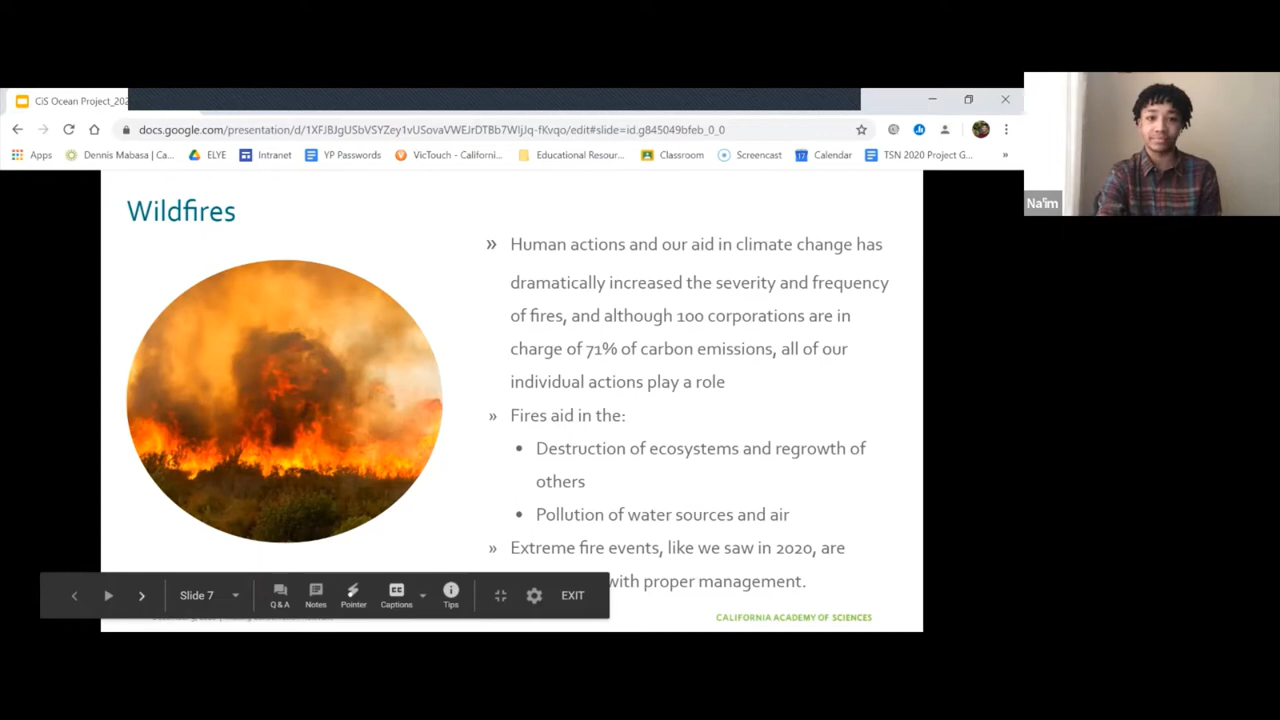 CiS Ocean Project_202
docs.google.com/presentation/d/1XFJBJgUSbVSYZey1vUSovaVWEJrDTBb7WIjJq-fKvqo/edit#slide=id.g845049bfeb_0_0
Apps Dennis Mabasa | Ca... ELYE Intranet YP Passwords VicTouch - Californi... Educational Resour... Classroom Screencast Calendar TSN 2020 Project G... »
Na'im
Wildfires
» Human actions and our aid in climate change has
dramatically increased the severity and frequency
of fires, and although 100 corporations are in
charge of 71% of carbon emissions, all of our
individual actions play a role
» Fires aid in the:
• Destruction of ecosystems and regrowth of
others
• Pollution of water sources and air
» Extreme fire events, like we saw in 2020, are
with proper management.
Slide 7 Q & A Notes Pointer Captions Tips EXIT
CALIFORNIA ACADEMY OF SCIENCES